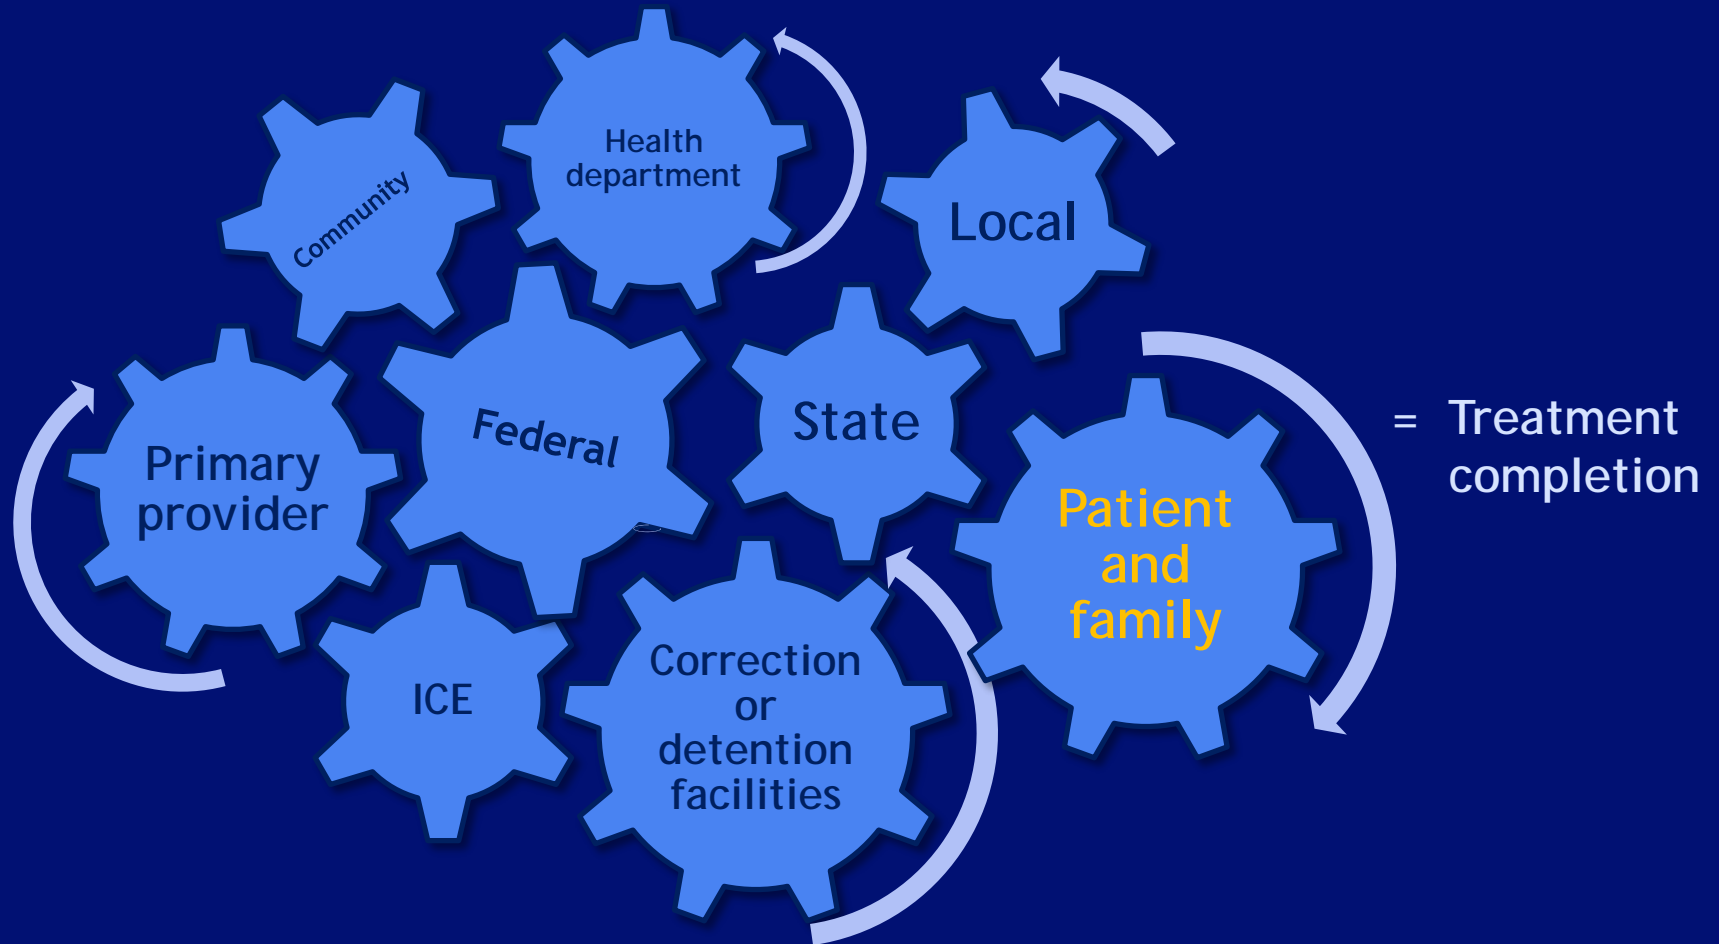 Health
department
Community
Local
Federal
State
Primary
provider
= Treatment
completion
Patient
and
family
ICE
Correction
or
detention
facilities